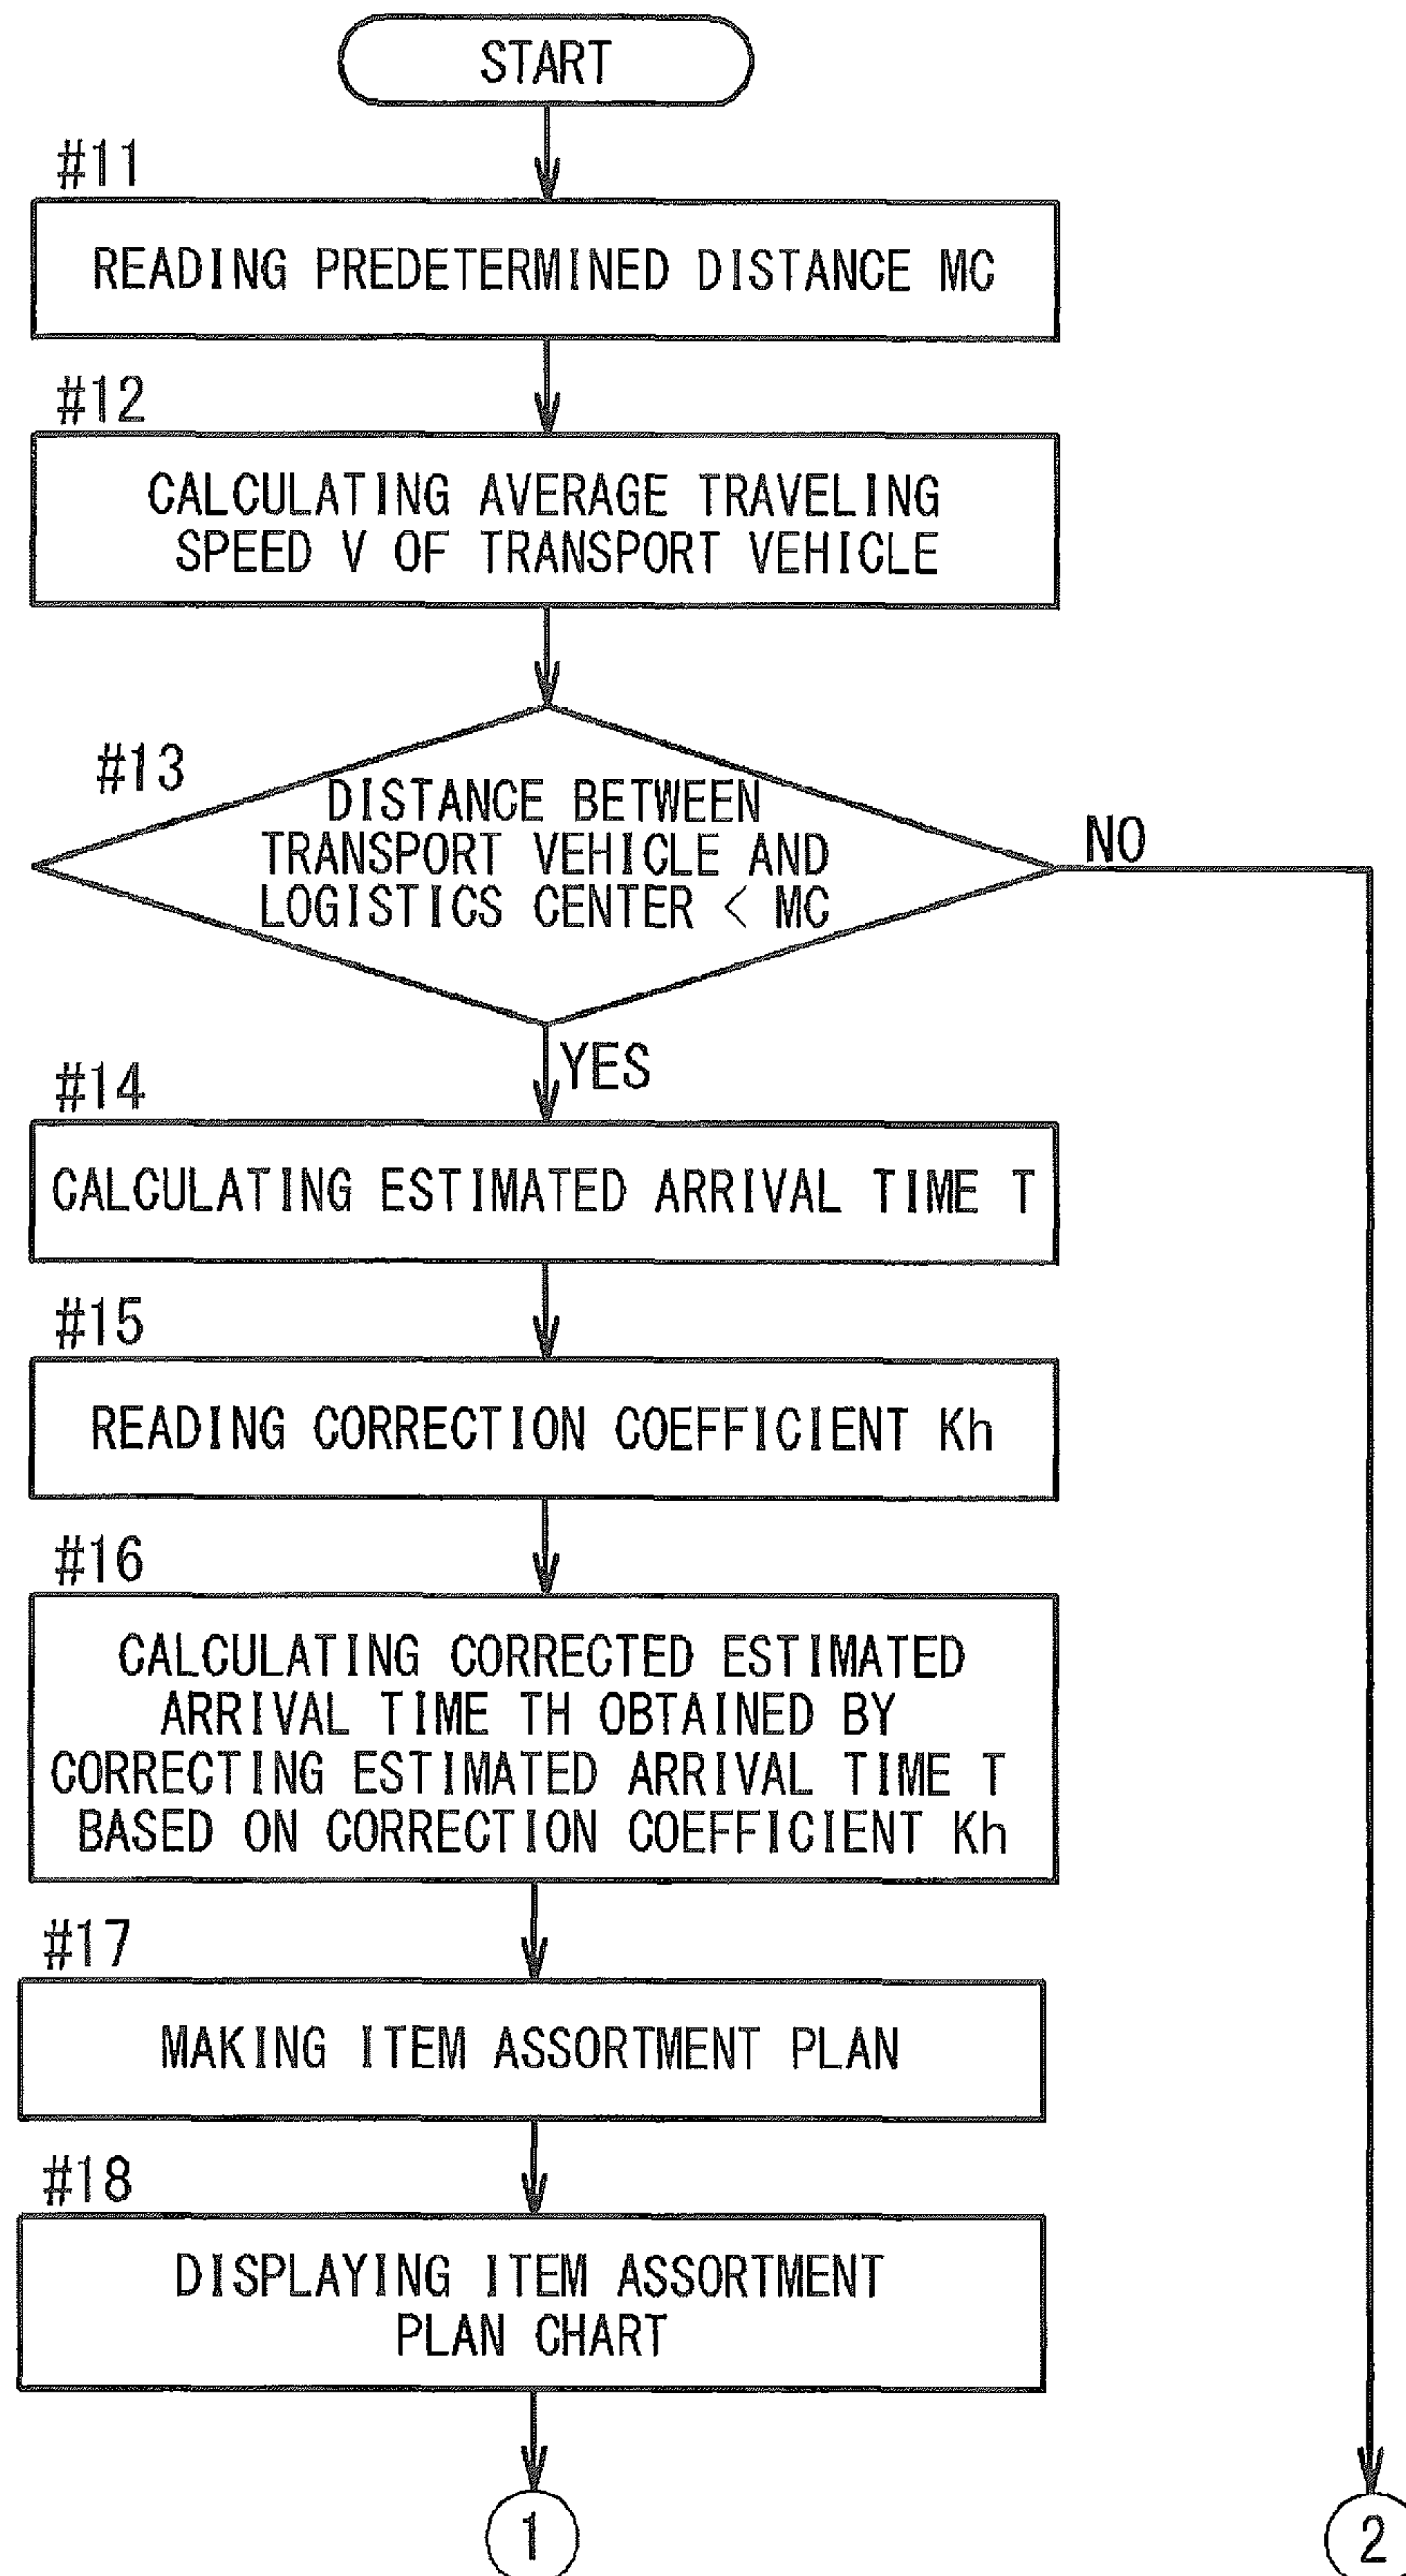 START
#11
READING PREDETERMINED DISTANCE MC
#12
CALCULATING AVERAGE TRAVELING
SPEED V OF TRANSPORT VEHICLE
#13
DISTANCE BETWEEN
TRANSPORT VEHICLE AND
LOGISTICS CENTER < MC
NO
YES
#14
CALCULATING ESTIMATED ARRIVAL TIME T
#15
READING CORRECTION COEFFICIENT Kh
#16
CALCULATING CORRECTED ESTIMATED
ARRIVAL TIME TH OBTAINED BY
CORRECTING ESTIMATED ARRIVAL TIME T
BASED ON CORRECTION COEFFICIENT Kh
#17
MAKING ITEM ASSORTMENT PLAN
#18
DISPLAYING ITEM ASSORTMENT
PLAN CHART
1
2